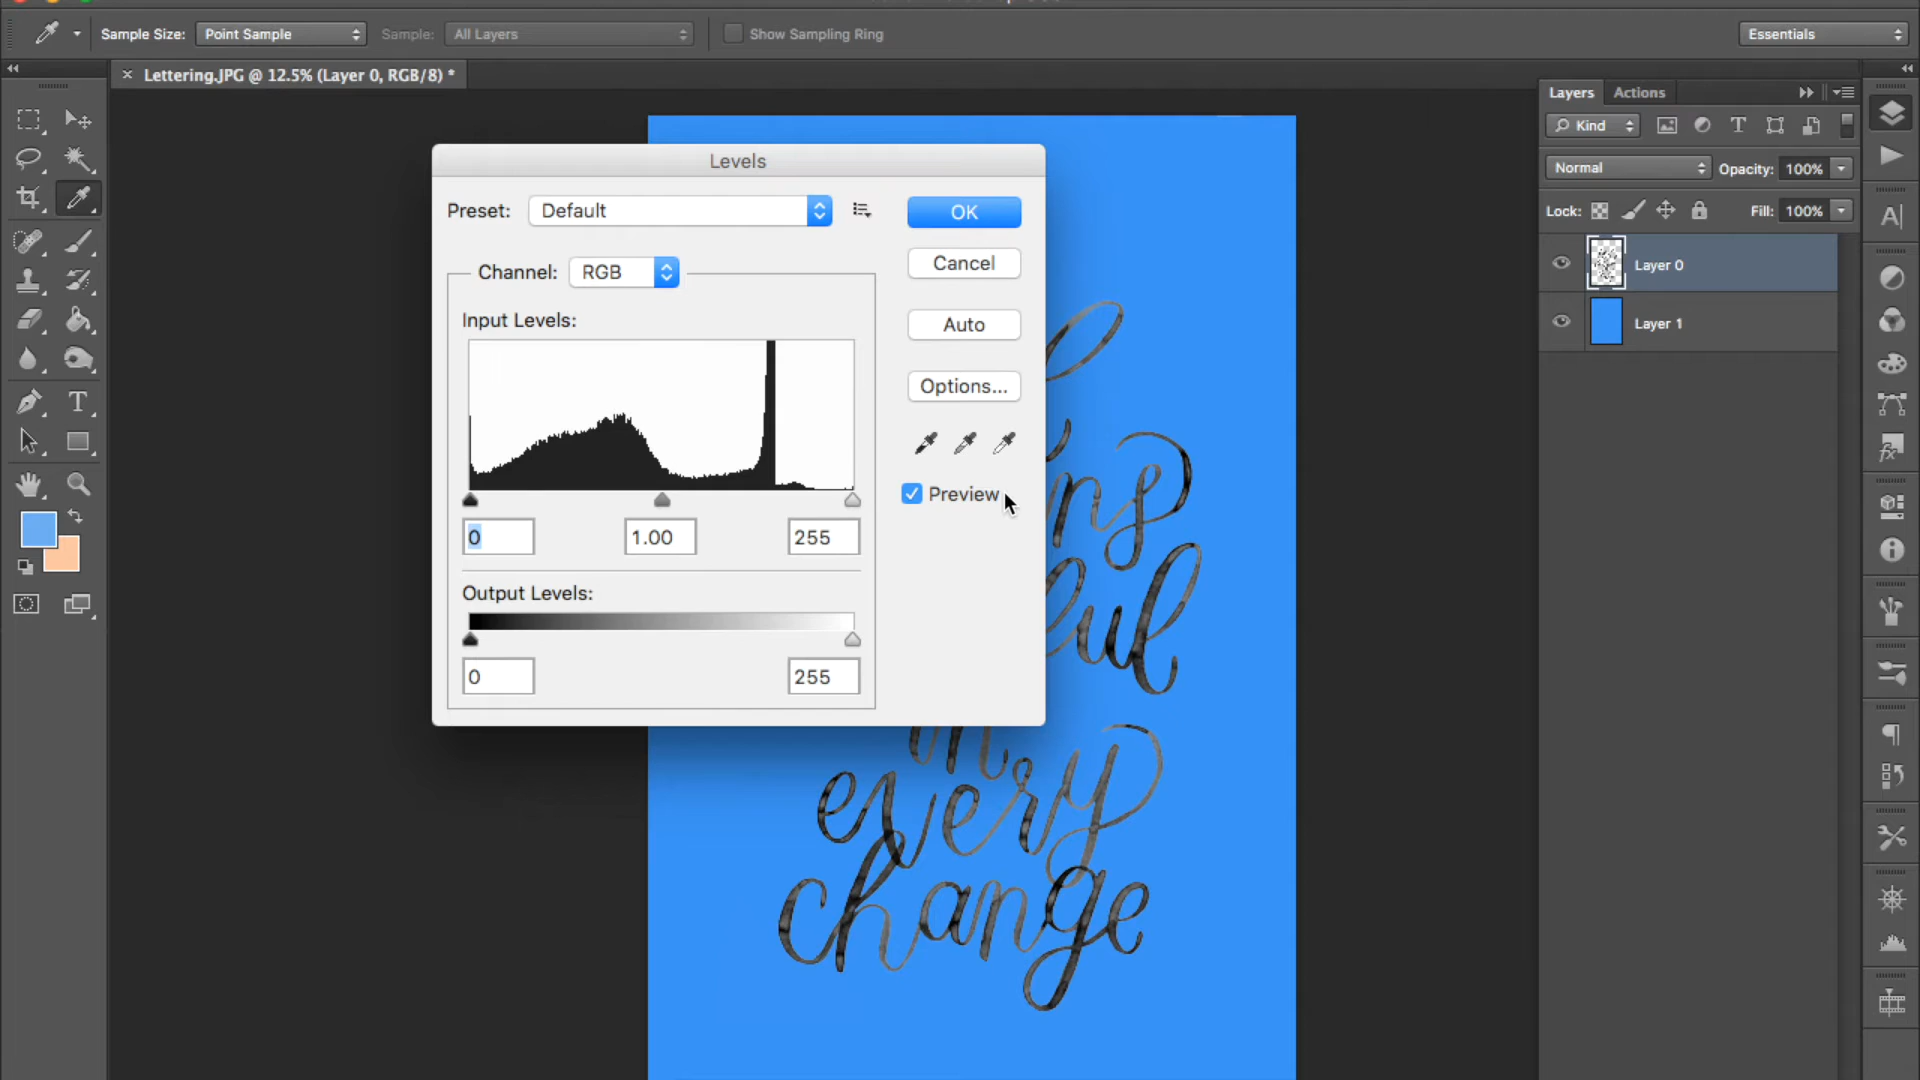 Sample Size: Point Sample Sample: All Layers Show Sampling Ring Essentials
× Lettering.JPG @ 12.5% (Layer 0, RGB/8) *
Levels
Preset: Default
OK
Channel: RGB
Cancel
Input Levels:
Auto
Options...
Preview
0 1.00 255
Output Levels:
0 255
every
change
Layers Actions
Kind T
Normal Opacity: 100%
Lock: Fill: 100%
Layer 0
Layer 1
T
A|
fx